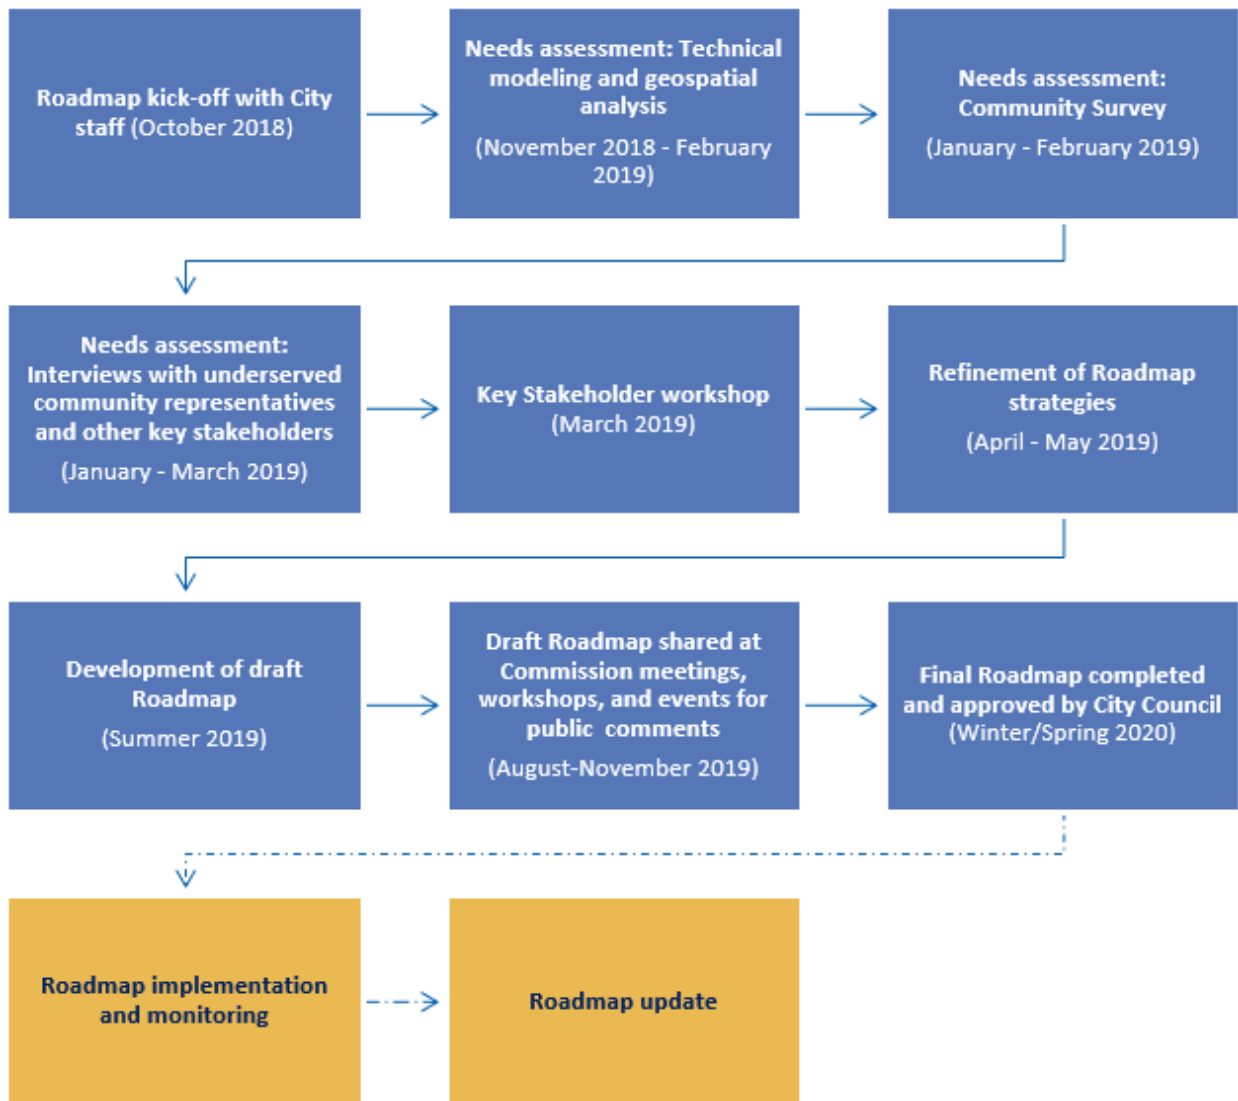 Roadmap kick-off with City
staff (October 2018)
Needs assessment: Technical
modeling and geospatial
analysis
(November 2018 - February
2019)
Needs assessment:
Community Survey
(January - February 2019)
Needs assessment:
Interviews with underserved
community representatives
and other key stakeholders
(January - March 2019)
Key Stakeholder workshop
(March 2019)
Refinement of Roadmap
strategies
(April - May 2019)
Development of draft
Roadmap
(Summer 2019)
Draft Roadmap shared at
Commission meetings,
workshops, and events for
public comments
(August-November 2019)
Final Roadmap completed
and approved by City Council
(Winter/Spring 2020)
Roadmap implementation
and monitoring
Roadmap update